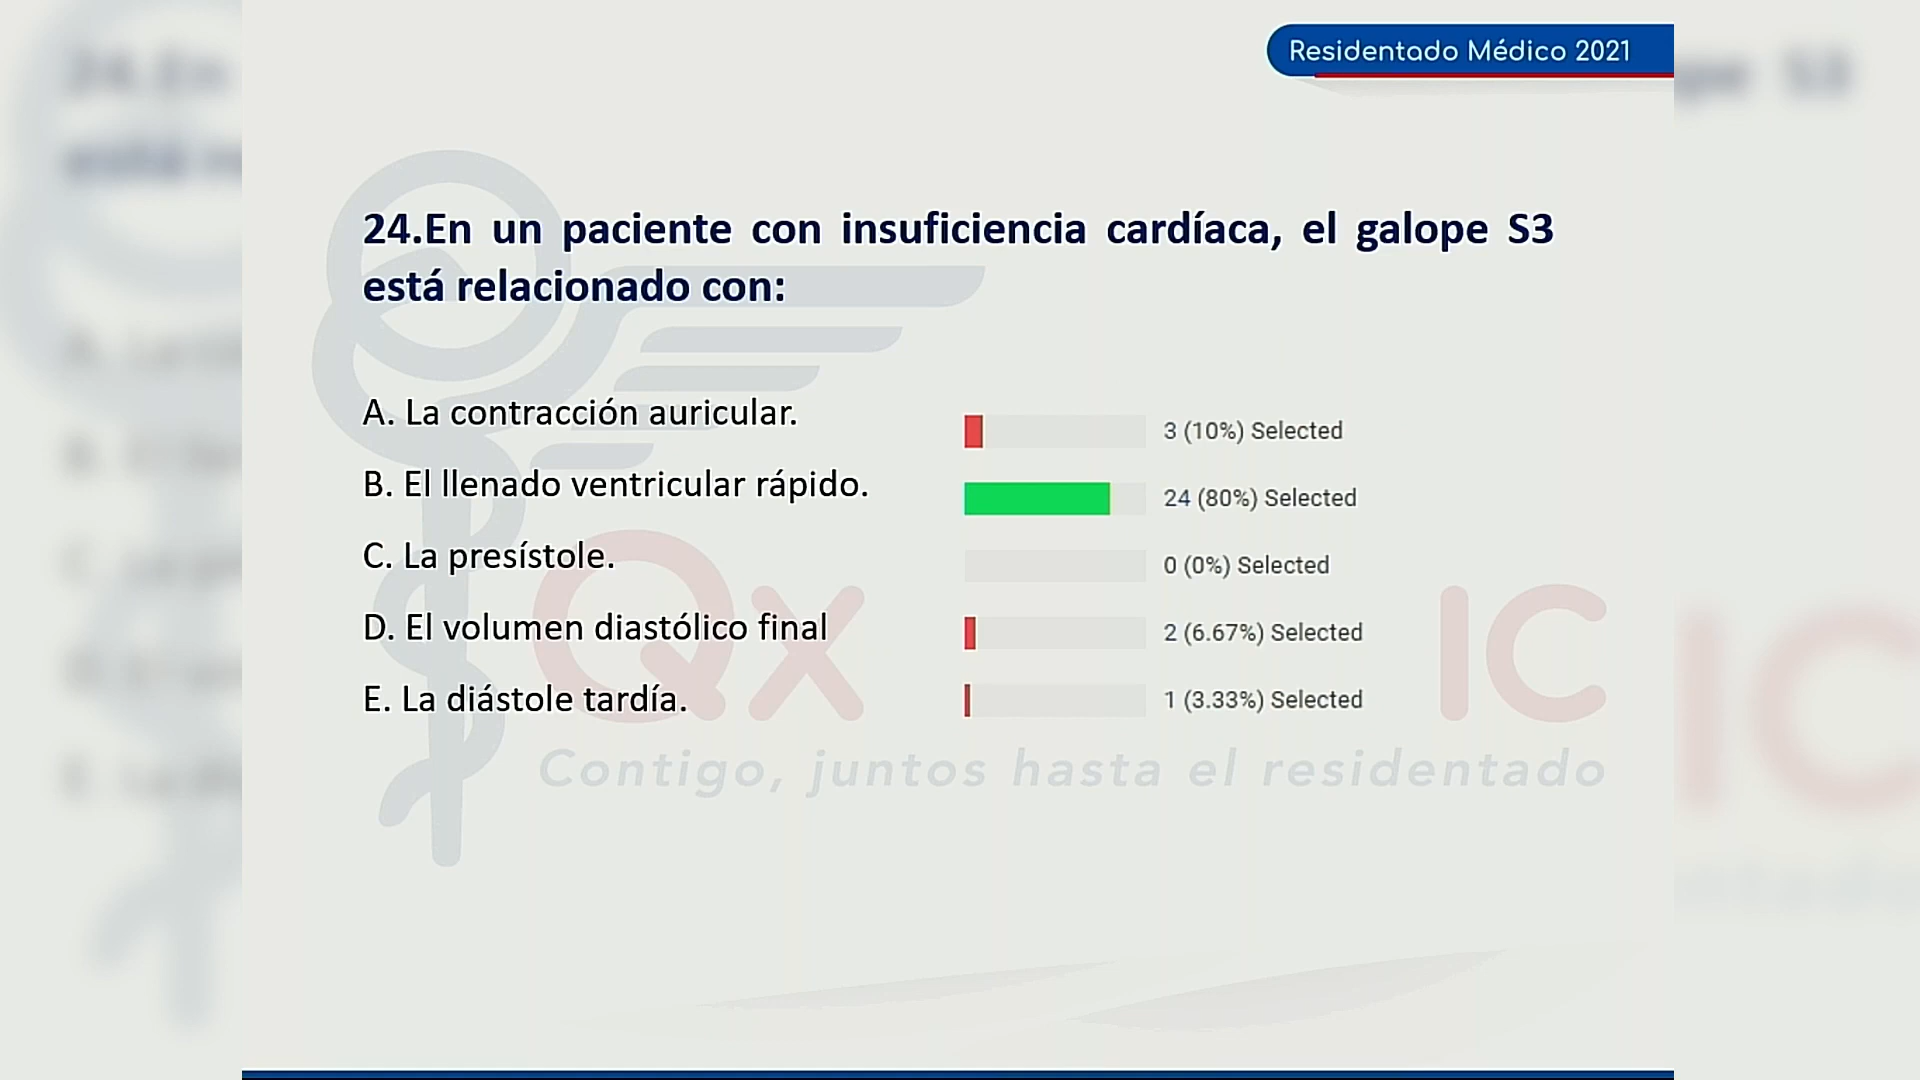 Residentado Médico 2021
24.En un paciente con insuficiencia cardíaca, el galope S3
está relacionado con:
A. La contracción auricular.
3 (10%) Selected
B. El llenado ventricular rápido.
24 (80%) Selected
C. La presístole.
0 (0%) Selected
D. El volumen diastólico final
2 (6.67%) Selected
E. La diástole tardía.
1 (3.33%) Selected
Qx IC
Contigo, juntos hasta el residentado